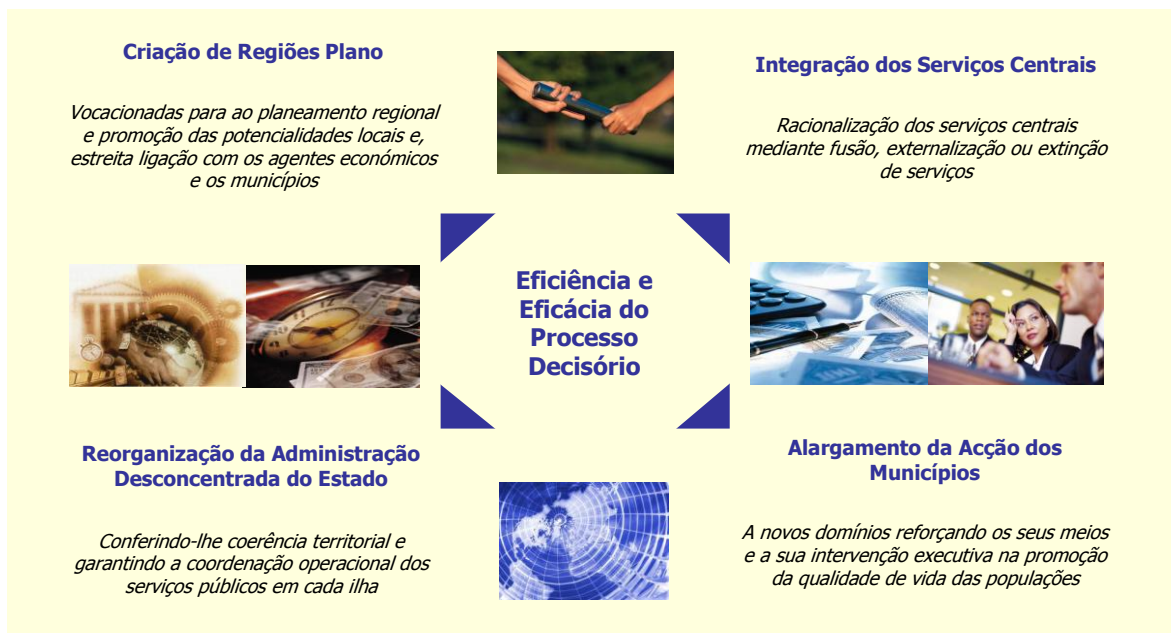 Criação de Regiões Plano
Vocacionadas para ao planeamento regional
e promoção das potencialidades locais e,
estreita ligação com os agentes económicos
e os municípios
Integração dos Serviços Centrais
Racionalização dos serviços centrais
mediante fusão, externalização ou extinção
de serviços
Eficiência e
Eficácia do
Processo
Decisório
Reorganização da Administração
Desconcentrada do Estado
Conferindo-lhe coerência territorial e
garantindo a coordenação operacional dos
serviços públicos em cada ilha
Alargamento da Acção dos
Municípios
A novos domínios reforçando os seus meios
e a sua intervenção executiva na promoção
da qualidade de vida das populações